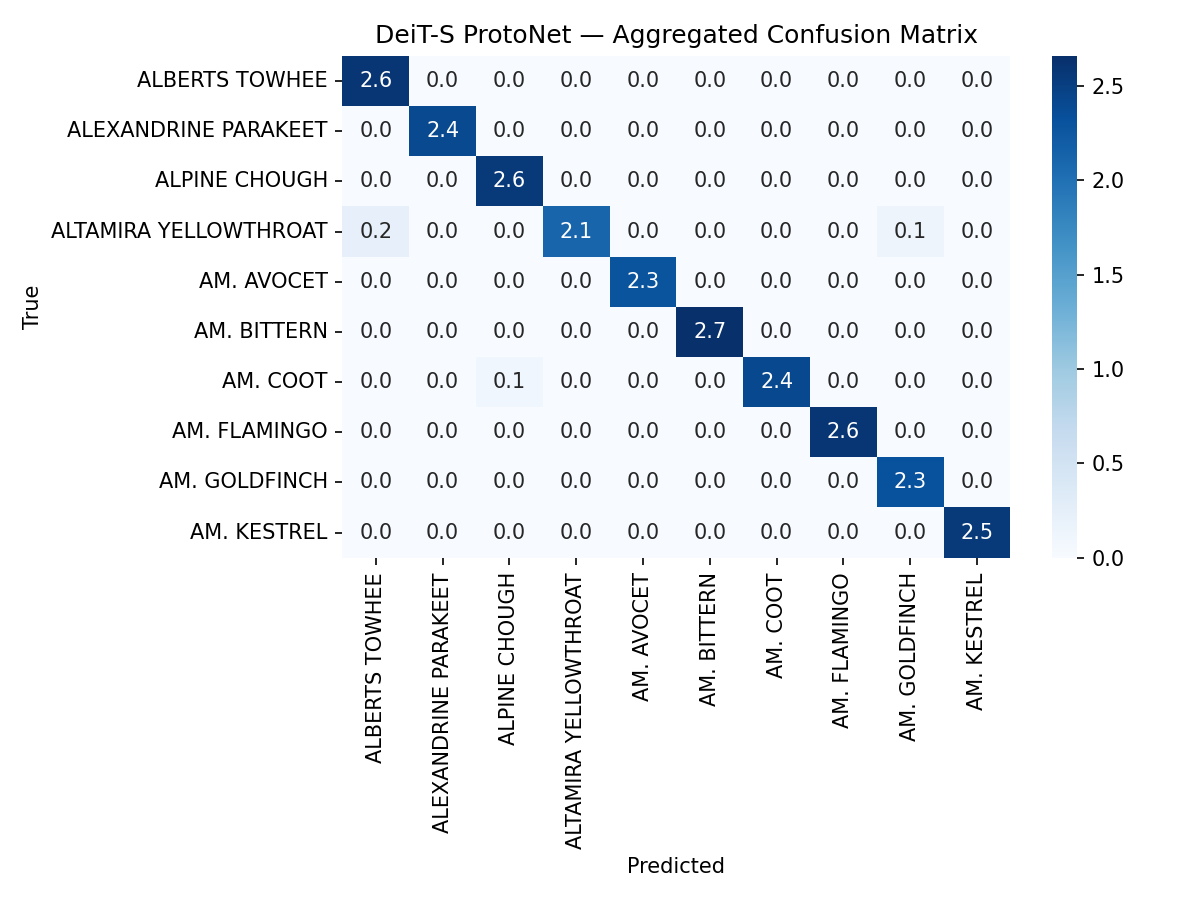 DeiT-S ProtoNet — Aggregated Confusion Matrix
ALBERTS TOWHEE 2.6 0.0 0.0 0.0 0.0 0.0 0.0 0.0 0.0 0.0
ALEXANDRINE PARAKEET 0.0 2.4 0.0 0.0 0.0 0.0 0.0 0.0 0.0 0.0
ALPINE CHOUGH 0.0 0.0 2.6 0.0 0.0 0.0 0.0 0.0 0.0 0.0
ALTAMIRA YELLOWTHROAT 0.2 0.0 0.0 2.1 0.0 0.0 0.0 0.0 0.1 0.0
AM. AVOCET 0.0 0.0 0.0 0.0 2.3 0.0 0.0 0.0 0.0 0.0
AM. BITTERN 0.0 0.0 0.0 0.0 0.0 2.7 0.0 0.0 0.0 0.0
AM. COOT 0.0 0.0 0.1 0.0 0.0 0.0 2.4 0.0 0.0 0.0
AM. FLAMINGO 0.0 0.0 0.0 0.0 0.0 0.0 0.0 2.6 0.0 0.0
AM. GOLDFINCH 0.0 0.0 0.0 0.0 0.0 0.0 0.0 0.0 2.3 0.0
AM. KESTREL 0.0 0.0 0.0 0.0 0.0 0.0 0.0 0.0 0.0 2.5
True
ALBERTS TOWHEE
ALEXANDRINE PARAKEET
ALPINE CHOUGH
ALTAMIRA YELLOWTHROAT
AM. AVOCET
AM. BITTERN
AM. COOT
AM. FLAMINGO
AM. GOLDFINCH
AM. KESTREL
Predicted
2.5
2.0
1.5
1.0
0.5
0.0